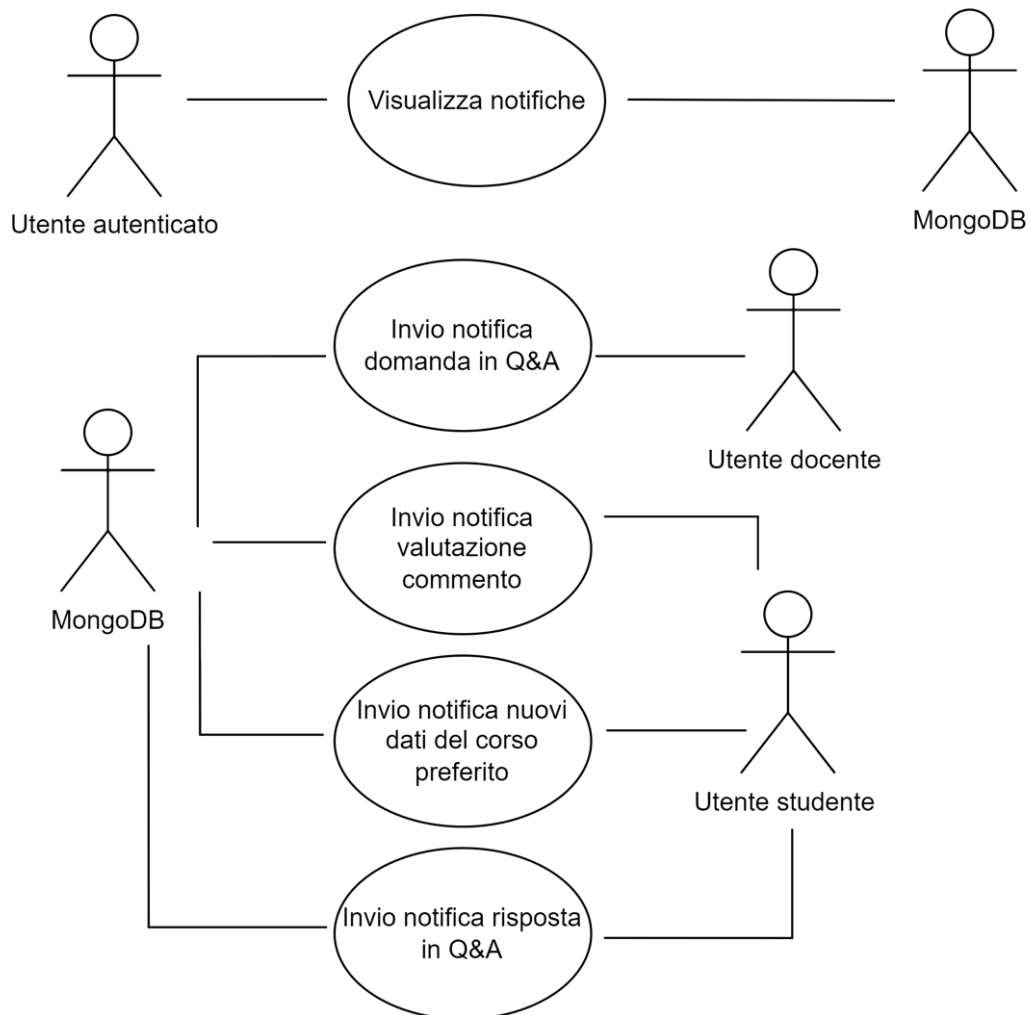 Visualizza notifiche
Utente autenticato
MongoDB
Invio notifica
domanda in Q&A
Utente docente
Invio notifica
valutazione
commento
MongoDB
Invio notifica nuovi
dati del corso
preferito
Utente studente
Invio notifica risposta
in Q&A